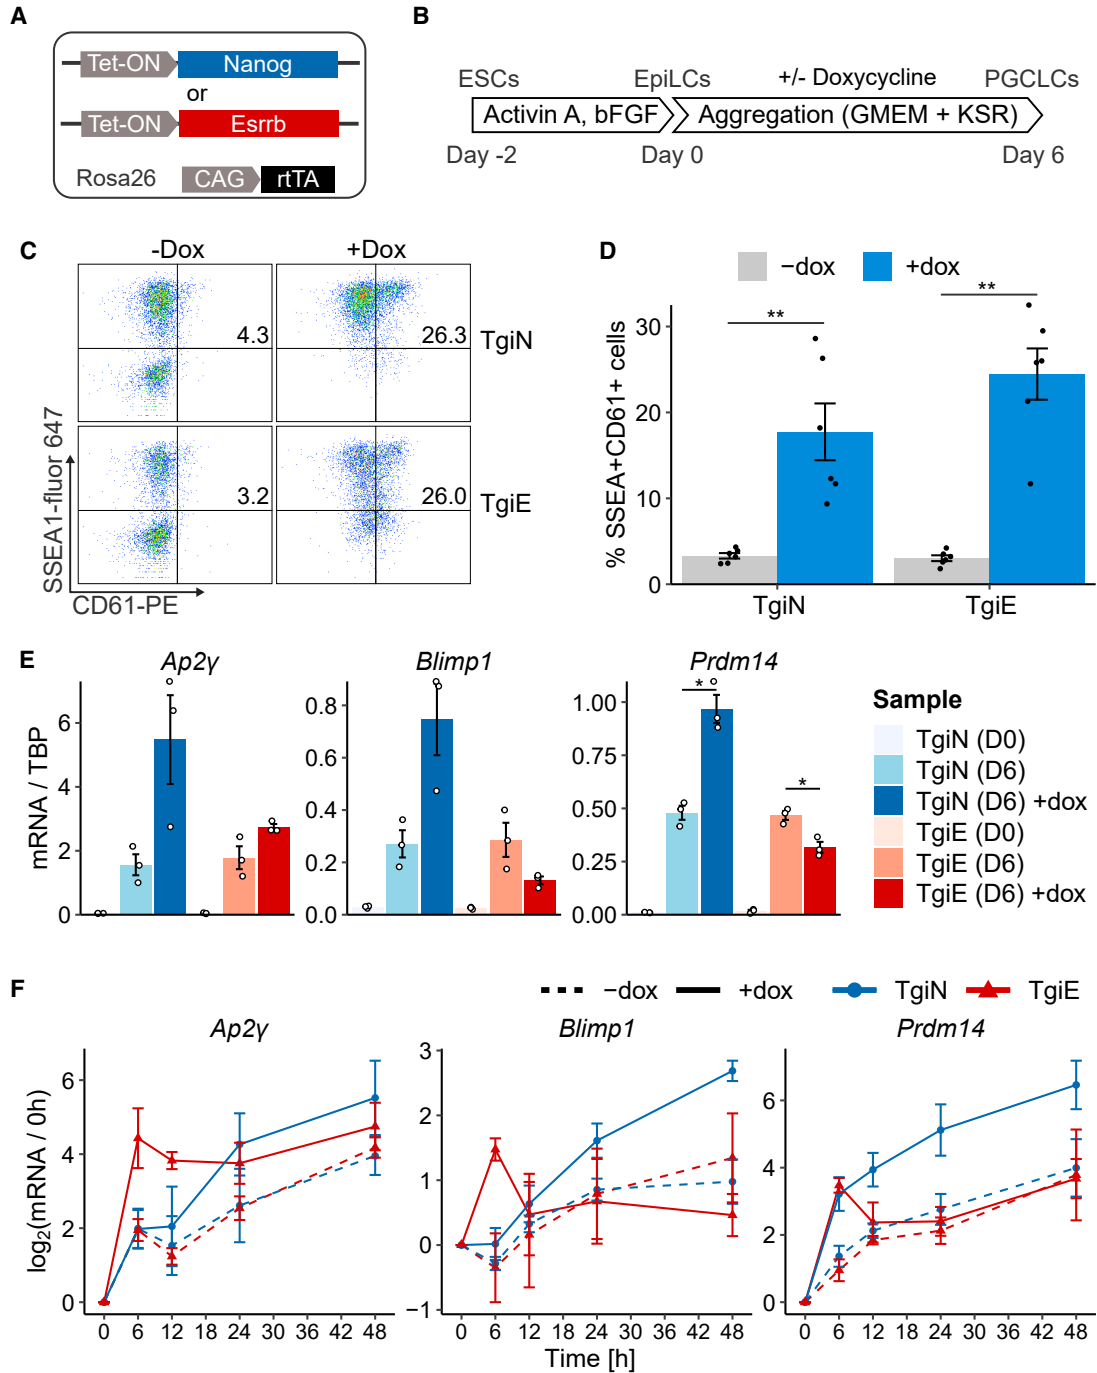 A
Tet-ON Nanog
or
Tet-ON Esrrb
Rosa26 CAG rtTA
B
ESCs EpiLCs +/- Doxycycline PGCLCs
Activin A, bFGF Aggregation (GMEM + KSR)
Day -2 Day 0 Day 6
C
-Dox +Dox
4.3 26.3 TgiN
3.2 26.0 TgiE
SSEA1-fluor 647
CD61-PE
D
−dox +dox
** **
% SSEA+CD61+ cells
30
20
10
0
TgiN TgiE
E
Ap2γ Blimp1 Prdm14
mRNA / TBP
6
4
2
0
0.8
0.6
0.4
0.2
0.0
1.00
0.75
0.50
0.25
0.00
* *
Sample
TgiN (D0)
TgiN (D6)
TgiN (D6) +dox
TgiE (D0)
TgiE (D6)
TgiE (D6) +dox
F
−dox +dox TgiN TgiE
Ap2γ Blimp1 Prdm14
log2(mRNA / 0h)
6
4
2
0
3
2
1
0
−1
6
4
2
0
0 6 12 24 30 36 42 48
0 6 12 18 24 30 36 42 48
0 6 12 18 24 30 36 42 48
Time [h]